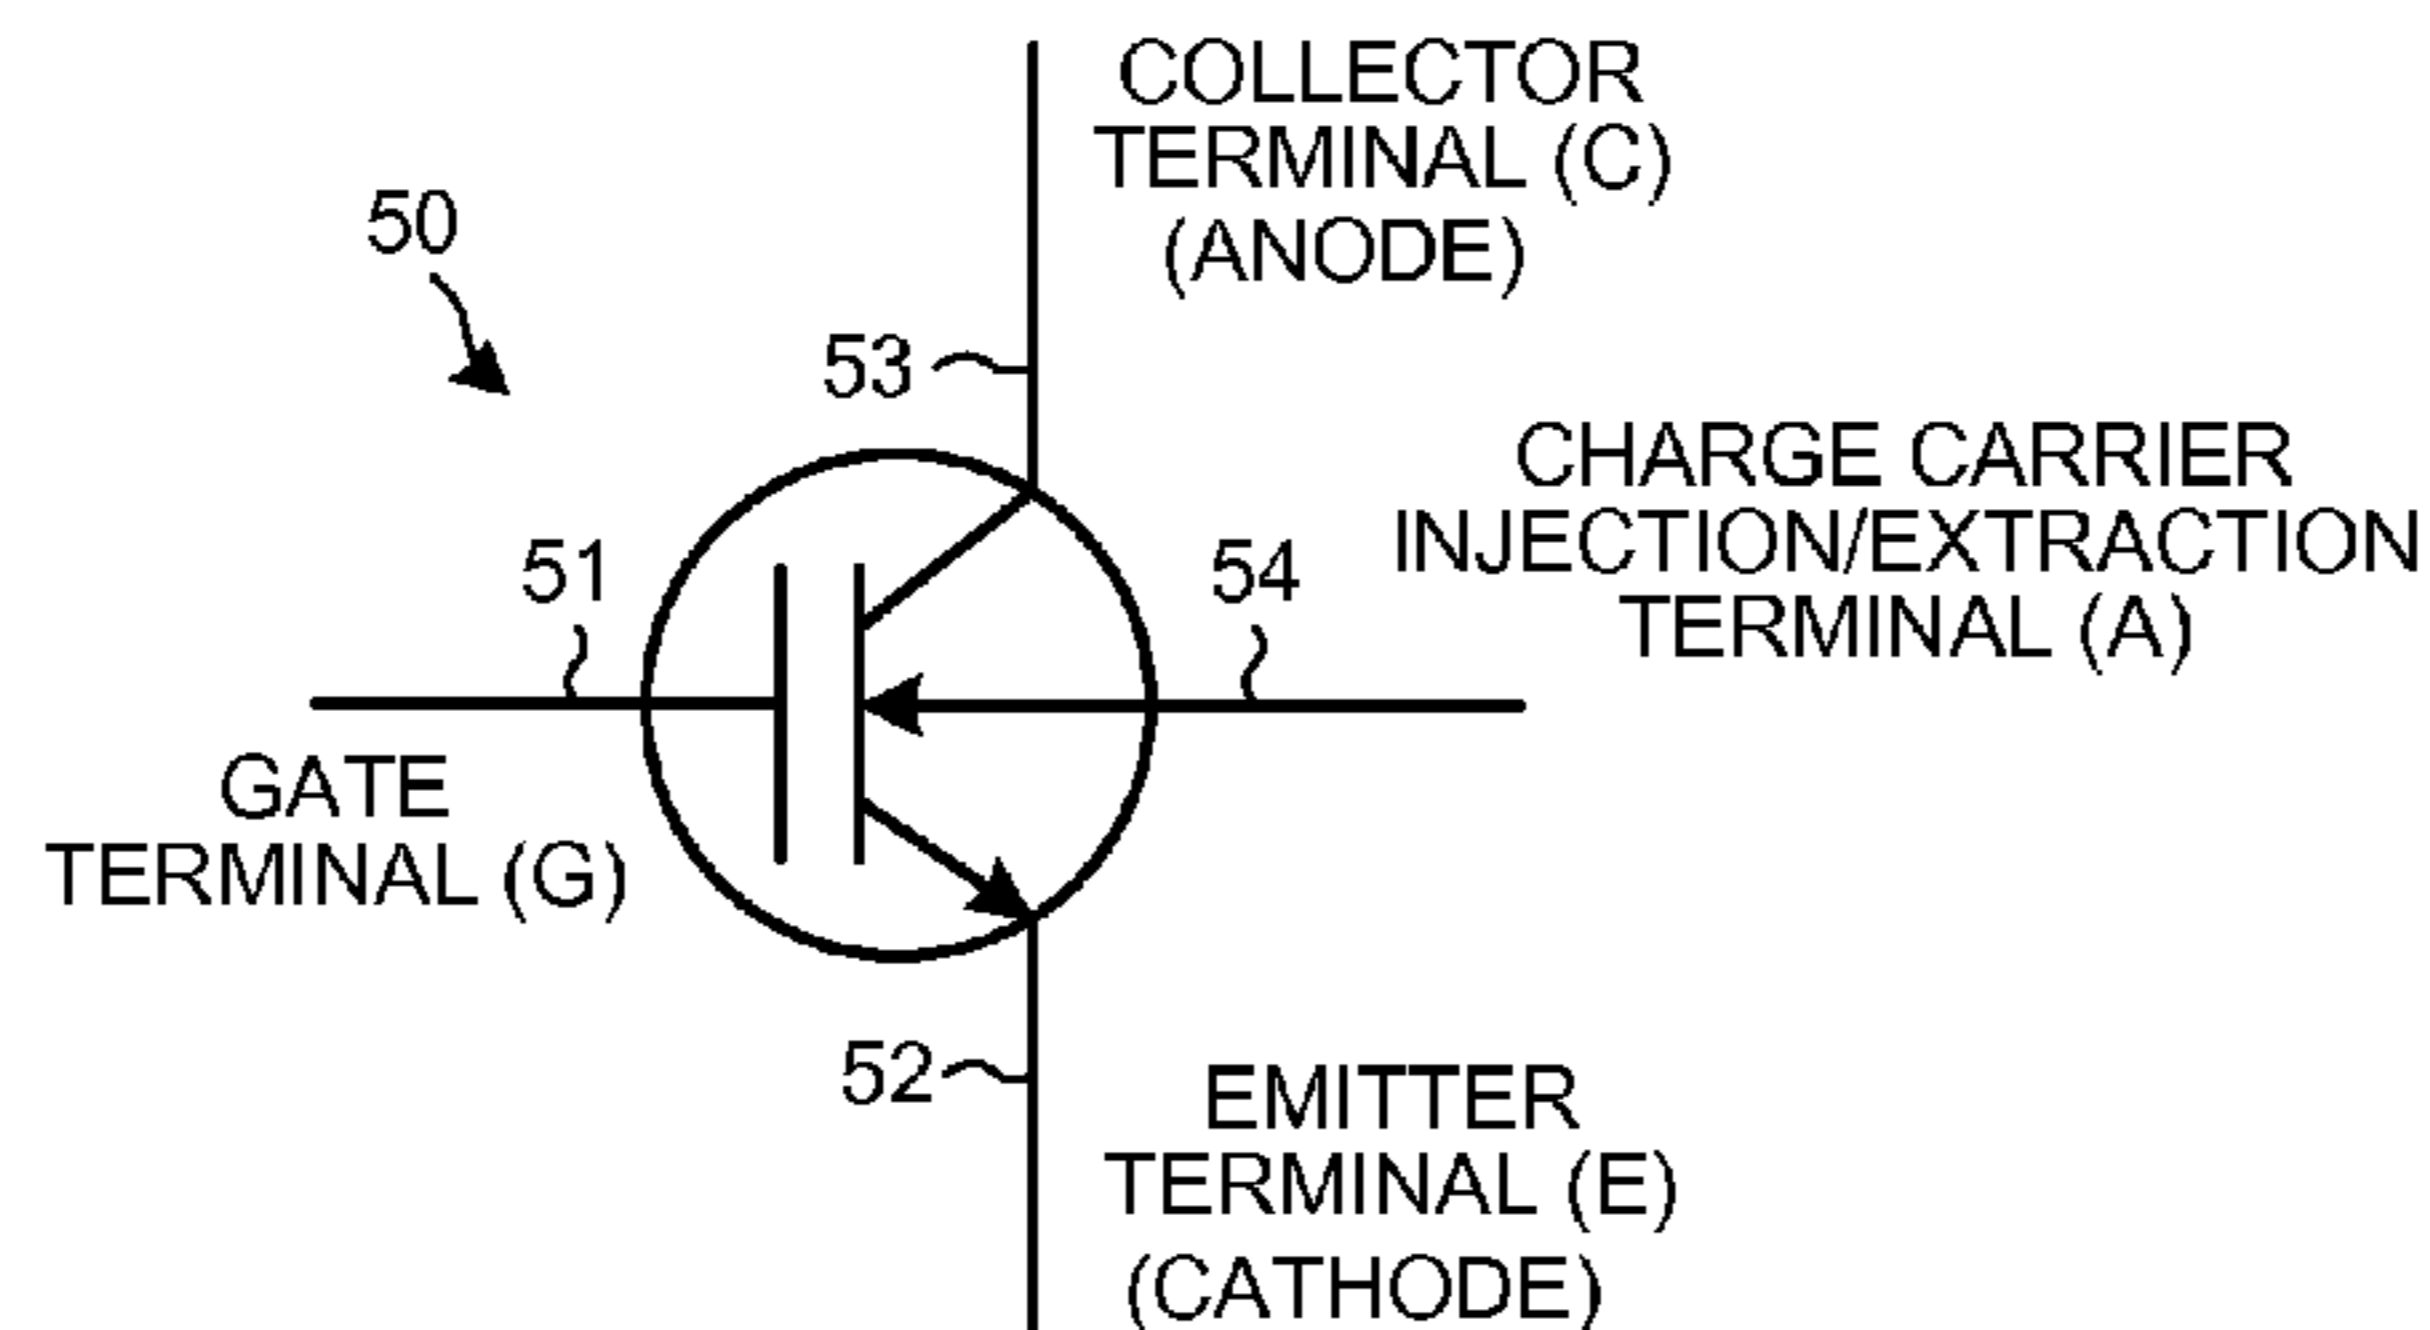 COLLECTOR
TERMINAL (C)
(ANODE)
50
53
CHARGE CARRIER
INJECTION/EXTRACTION
TERMINAL (A)
51
54
GATE
TERMINAL (G)
52
EMITTER
TERMINAL (E)
(CATHODE)